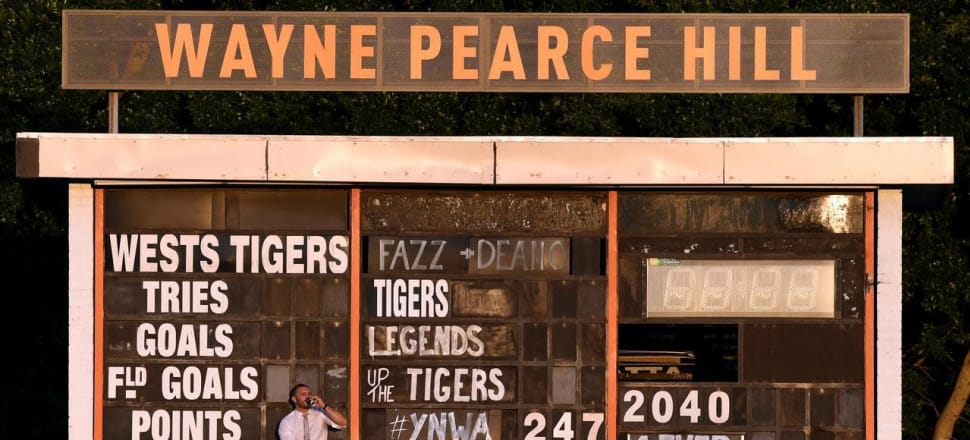 WAYNE PEARCE HILL
WESTS TIGERS
TRIES
GOALS
FLD GOALS
POINTS
FAZZ + DEANO
TIGERS
LEGENDS
UP THE TIGERS
#YNWA 247
2040
4EVER